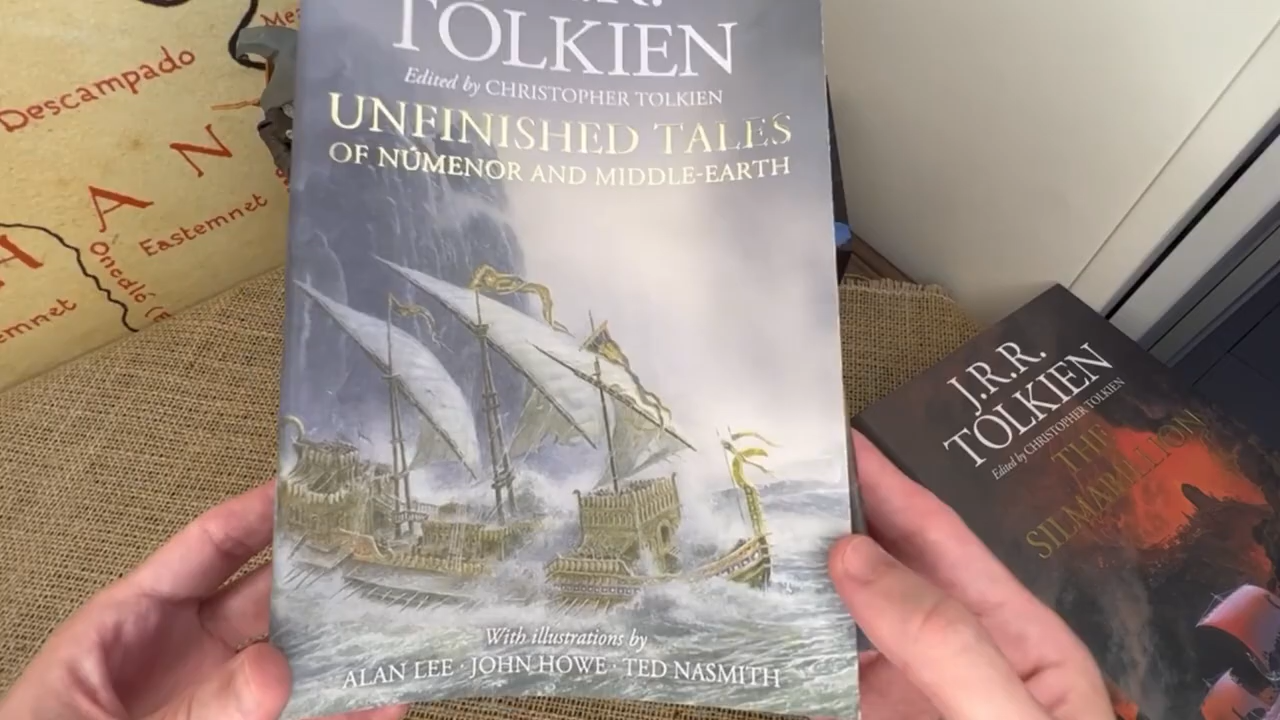 Descampado
A N
Eastemnet
J.R.R.
TOLKIEN
Edited by CHRISTOPHER TOLKIEN
UNFINISHED TALES
OF NÚMENOR AND MIDDLE-EARTH
With illustrations by
ALAN LEE · JOHN HOWE · TED NASMITH
J.R.R.
TOLKIEN
Edited by CHRISTOPHER TOLKIEN
THE
SILMARILLION